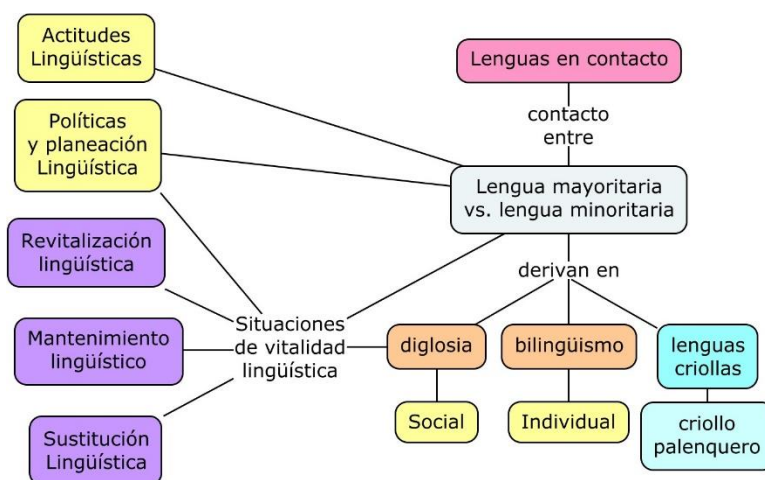 Actitudes
Lingüísticas
Lenguas en contacto
contacto
entre
Políticas
y planeación
Lingüística
Lengua mayoritaria
vs. lengua minoritaria
Revitalización
lingüística
derivan en
Mantenimiento
lingüístico
Situaciones
de vitalidad
lingüística
diglosia
bilingüismo
lenguas
criollas
Sustitución
Lingüística
Social
Individual
criollo
palenquero